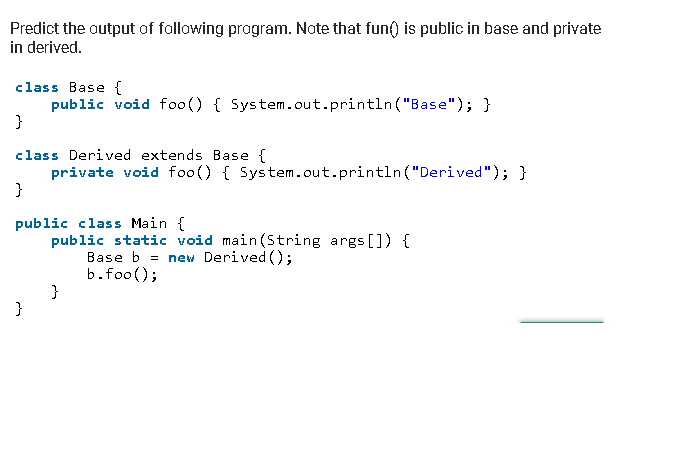 Predict the output of following program. Note that fun() is public in base and private
in derived.
class Base {
public void foo() { System.out.println("Base"); }
}
class Derived extends Base {
private void foo() { System.out.println("Derived"); }
}
public class Main {
public static void main(String args[]) {
Base b = new Derived();
b.foo();
}
}